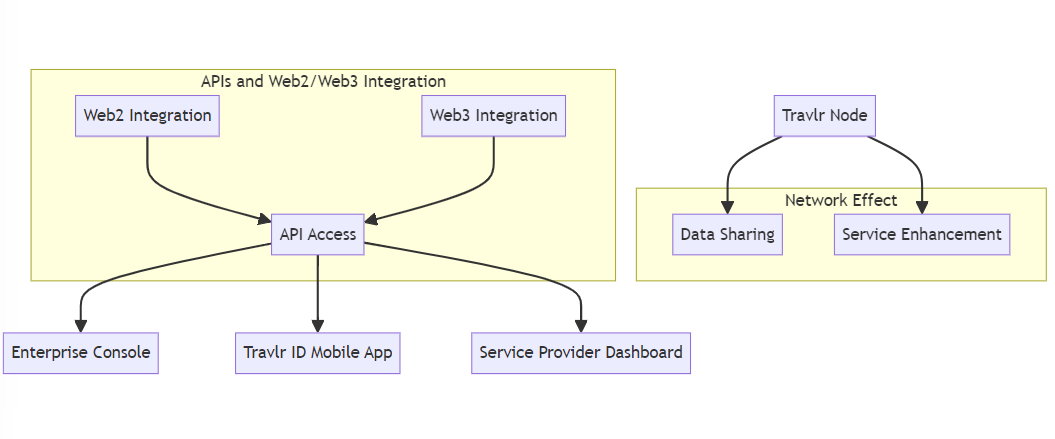 APIs and Web2/Web3 Integration
Web2 Integration
Web3 Integration
Travlr Node
Network Effect
API Access
Data Sharing
Service Enhancement
Enterprise Console
Travlr ID Mobile App
Service Provider Dashboard